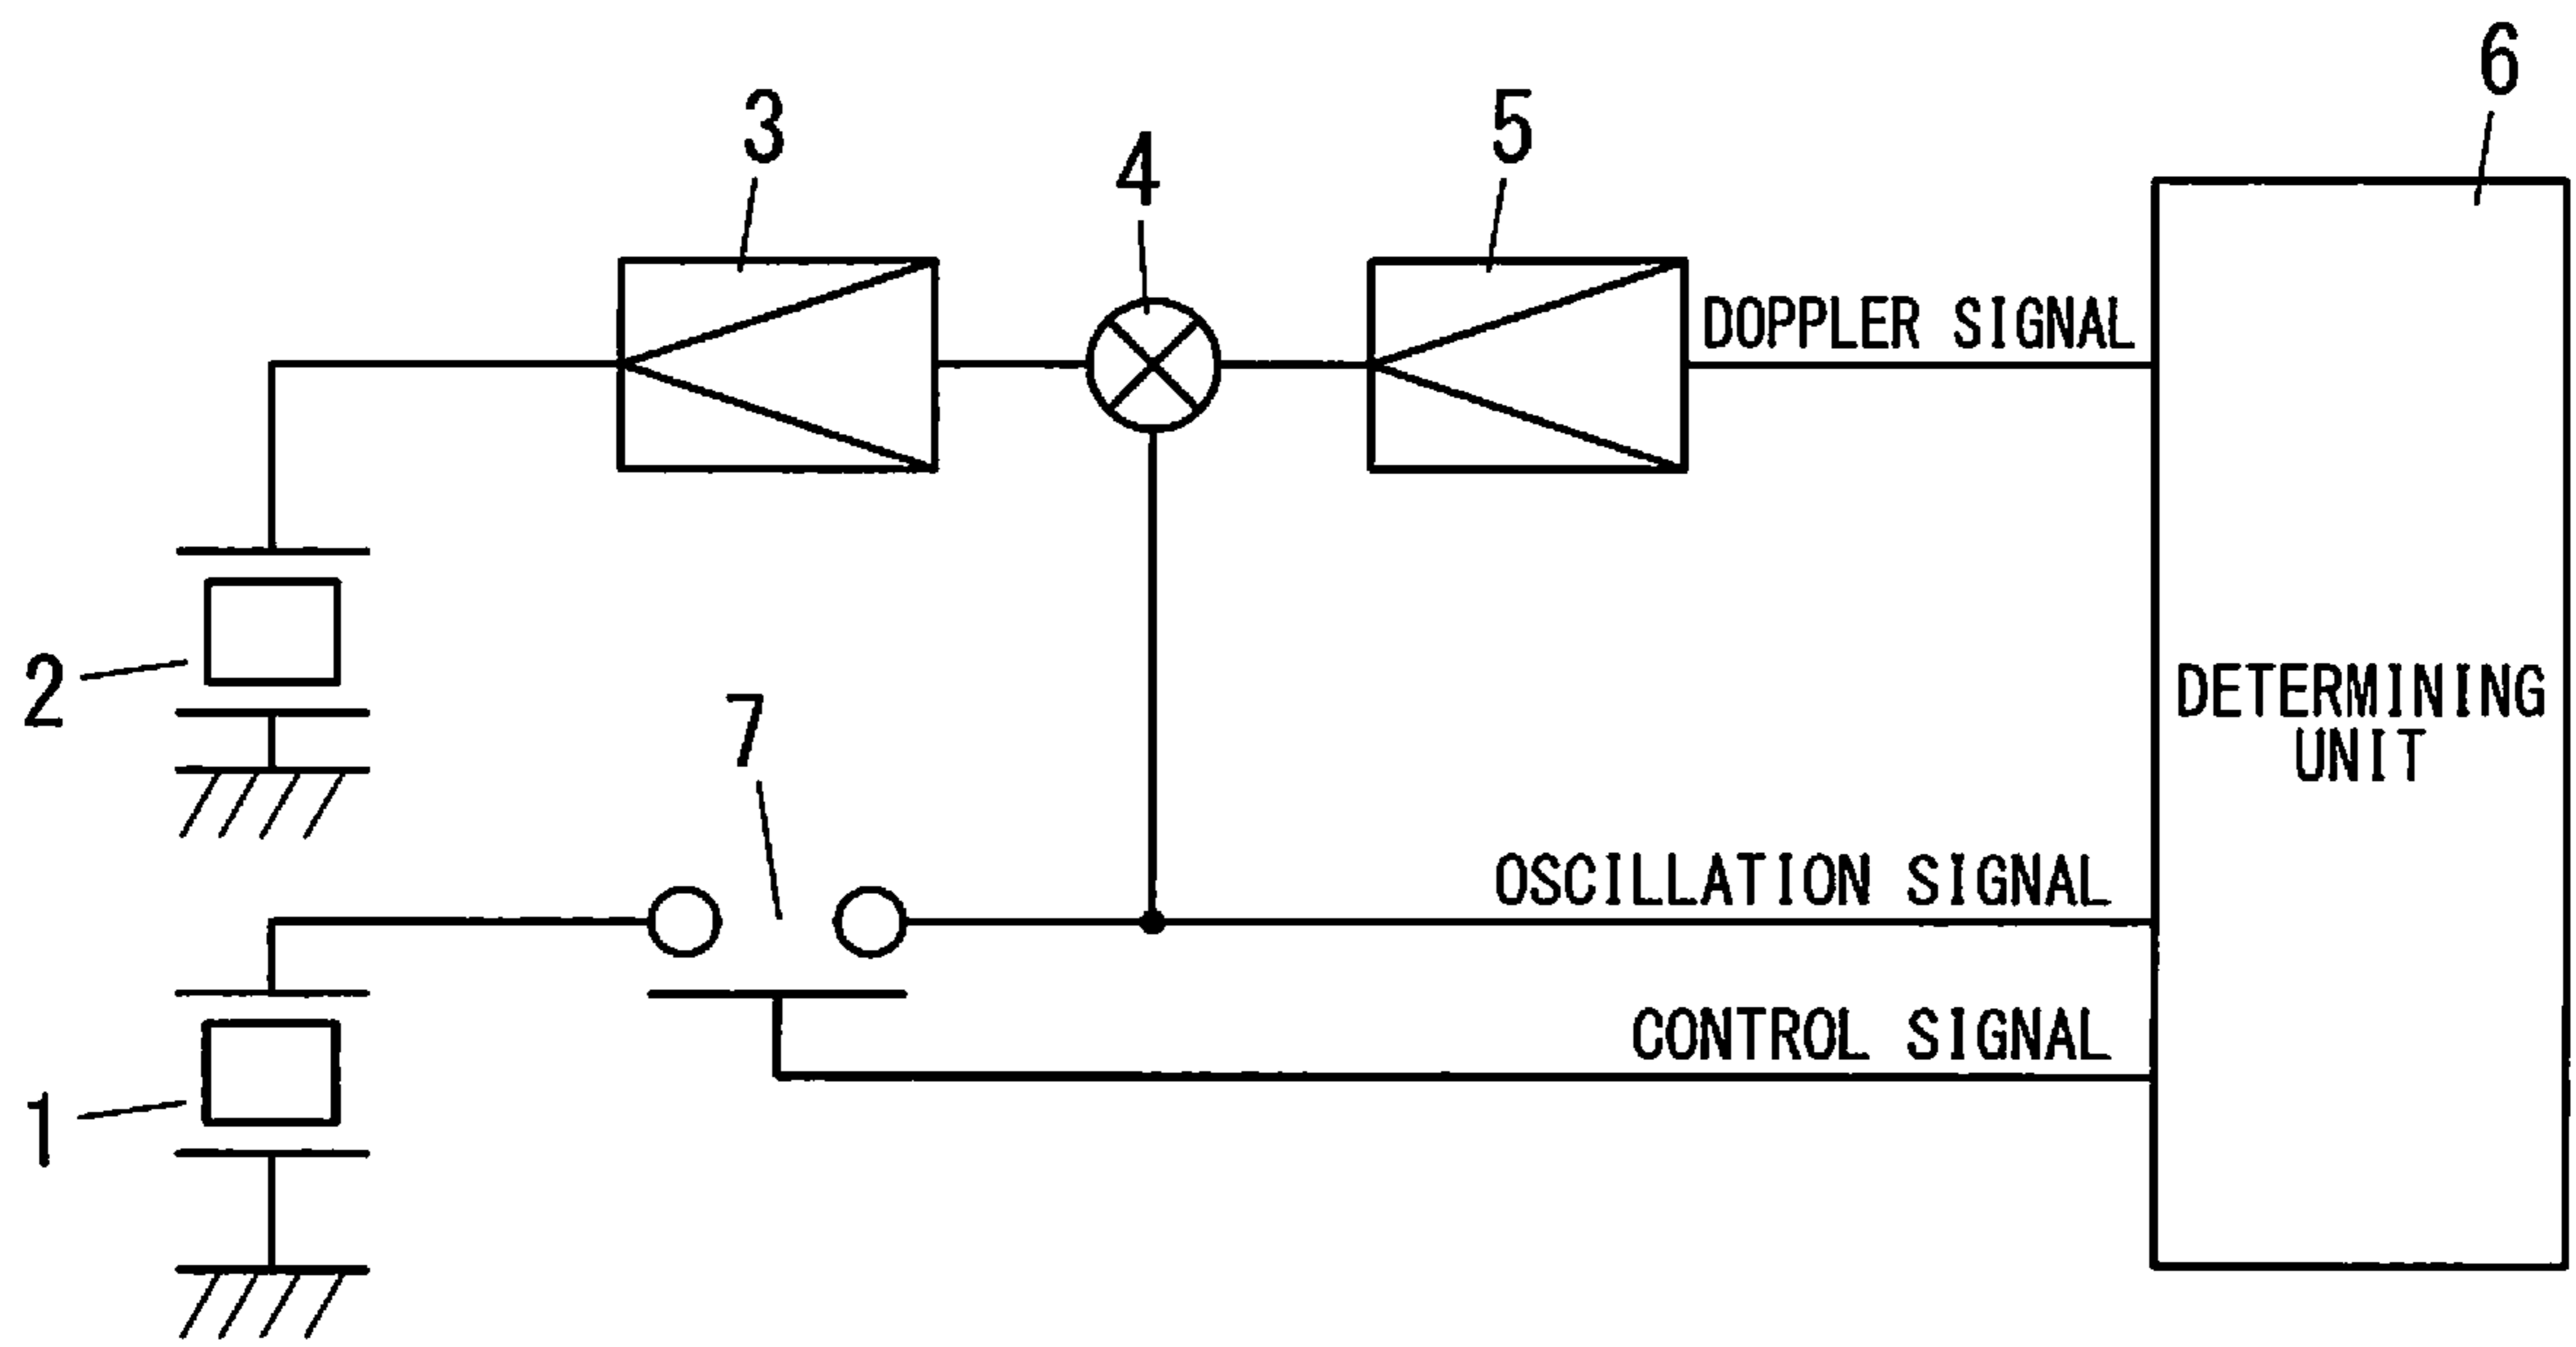 6
3
4
5
DOPPLER SIGNAL
2
7
DETERMINING
UNIT
OSCILLATION SIGNAL
CONTROL SIGNAL
1